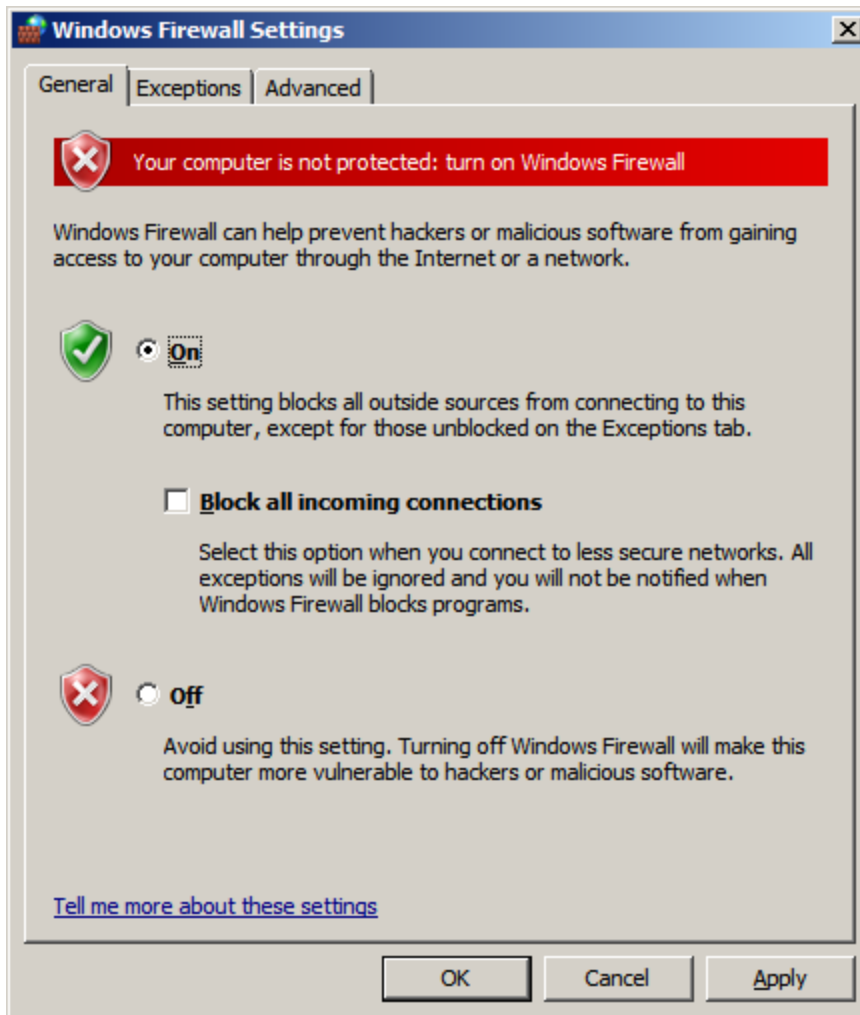 Windows Firewall Settings
General Exceptions Advanced
Your computer is not protected: turn on Windows Firewall
Windows Firewall can help prevent hackers or malicious software from gaining
access to your computer through the Internet or a network.
On
This setting blocks all outside sources from connecting to this
computer, except for those unblocked on the Exceptions tab.
Block all incoming connections
Select this option when you connect to less secure networks. All
exceptions will be ignored and you will not be notified when
Windows Firewall blocks programs.
Off
Avoid using this setting. Turning off Windows Firewall will make this
computer more vulnerable to hackers or malicious software.
Tell me more about these settings
OK Cancel Apply